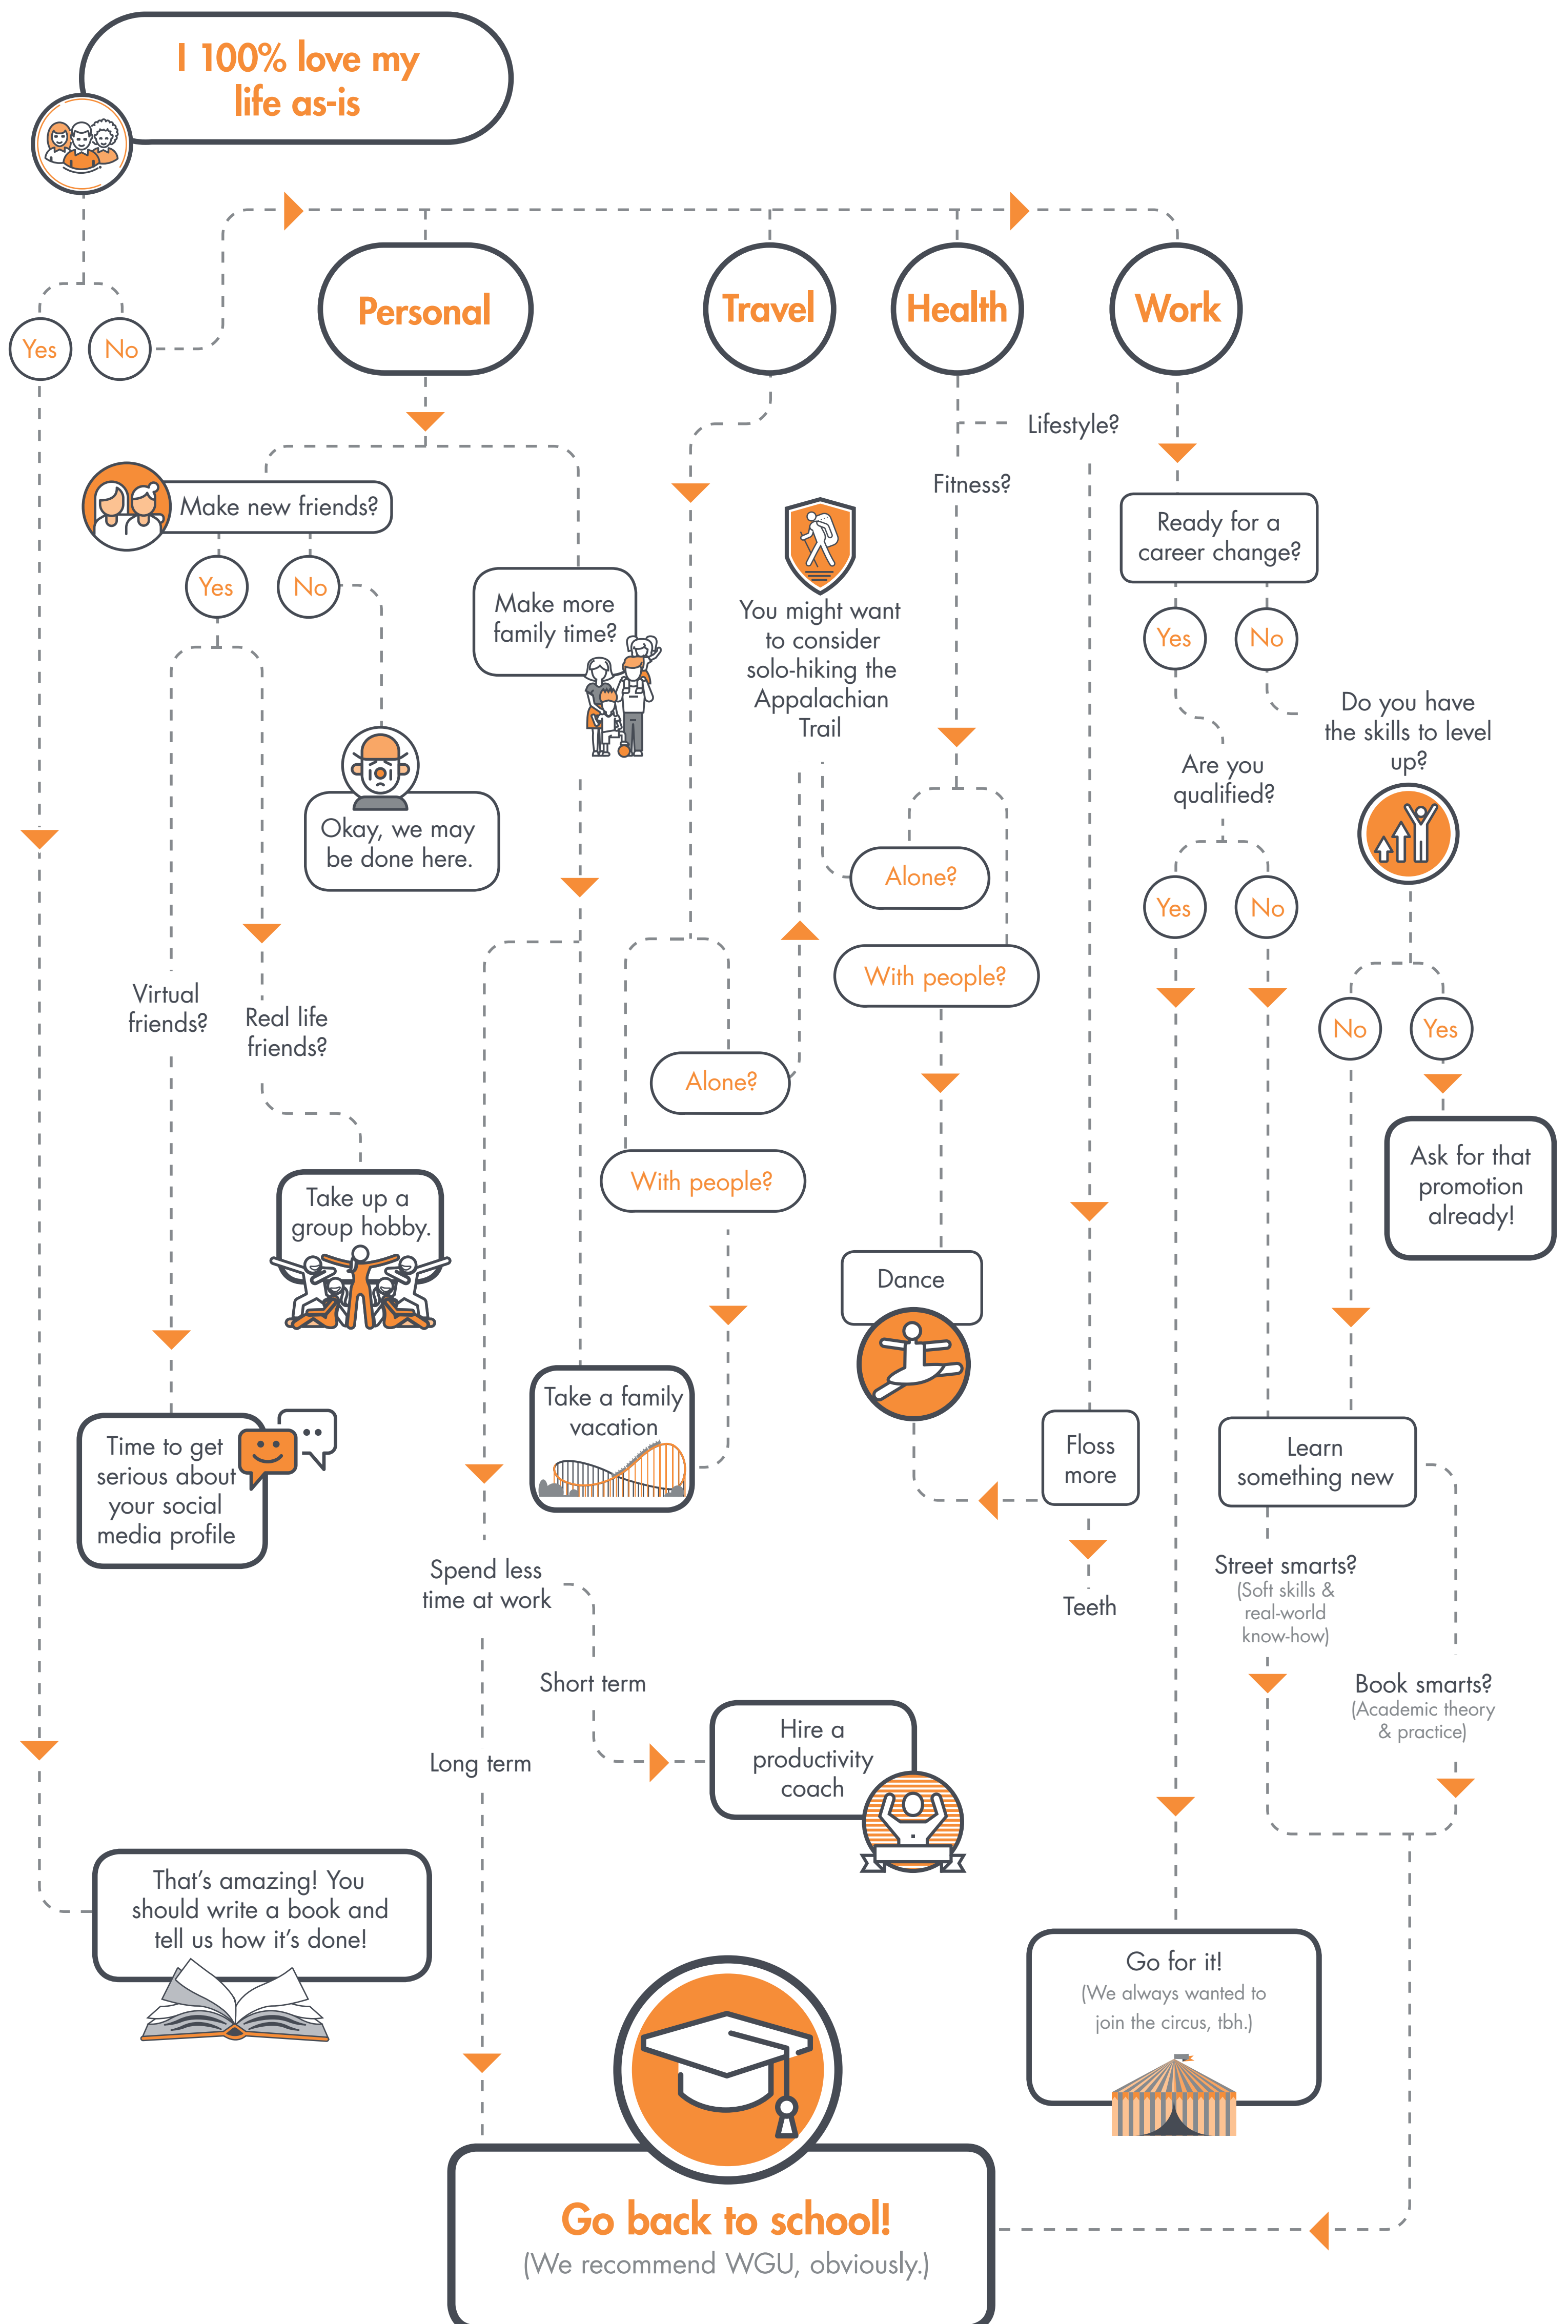 I 100% love my
life as-is
Yes
No
Personal
Travel
Health
Work
Lifestyle?
Fitness?
Make new friends?
Yes
No
Make more
family time?
You might want
to consider
solo-hiking the
Appalachian
Trail
Ready for a
career change?
Yes
No
Do you have
the skills to level
up?
Are you
qualified?
Okay, we may
be done here.
Alone?
Yes
No
With people?
Virtual
friends?
Real life
friends?
No
Yes
Alone?
With people?
Ask for that
promotion
already!
Take up a
group hobby.
Dance
Take a family
vacation
Time to get
serious about
your social
media profile
Floss
more
Learn
something new
Spend less
time at work
Teeth
Street smarts?
(Soft skills &
real-world
know-how)
Short term
Book smarts?
(Academic theory
& practice)
Long term
Hire a
productivity
coach
That's amazing! You
should write a book and
tell us how it's done!
Go for it!
(We always wanted to
join the circus, tbh.)
Go back to school!
(We recommend WGU, obviously.)